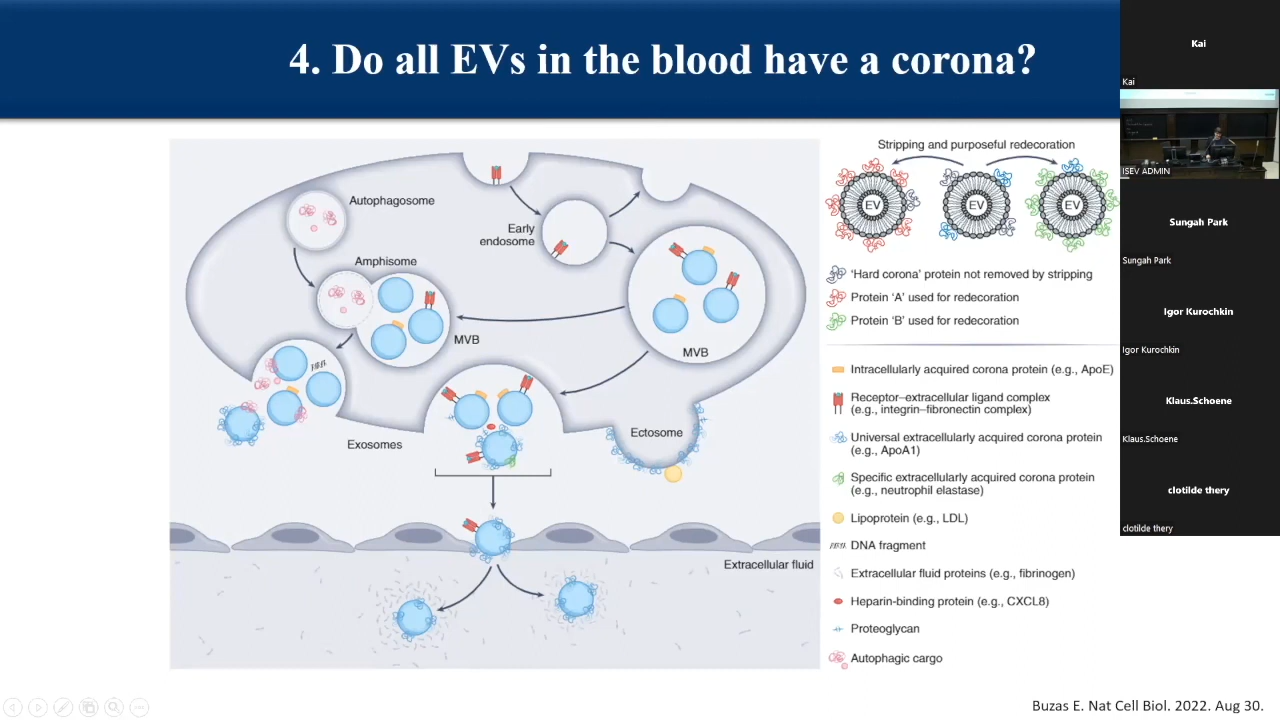 4. Do all EVs in the blood have a corona?
Autophagosome
Early
endosome
Amphisome
MVB
MVB
Exosomes
Ectosome
Extracellular fluid
Stripping and purposeful redecoration
EV
EV
EV
‘Hard corona’ protein not removed by stripping
Protein ‘A’ used for redecoration
Protein ‘B’ used for redecoration
Intracellularly acquired corona protein (e.g., ApoE)
Receptor–extracellular ligand complex
(e.g., integrin–fibronectin complex)
Universal extracellularly acquired corona protein
(e.g., ApoA1)
Specific extracellularly acquired corona protein
(e.g., neutrophil elastase)
Lipoprotein (e.g., LDL)
DNA fragment
Extracellular fluid proteins (e.g., fibrinogen)
Heparin-binding protein (e.g., CXCL8)
Proteoglycan
Autophagic cargo
Buzas E. Nat Cell Biol. 2022. Aug 30.
Kai
Kai
ISEV ADMIN
Sungah Park
Sungah Park
Igor Kurochkin
Igor Kurochkin
Klaus.Schoene
Klaus.Schoene
clotilde thery
clotilde thery